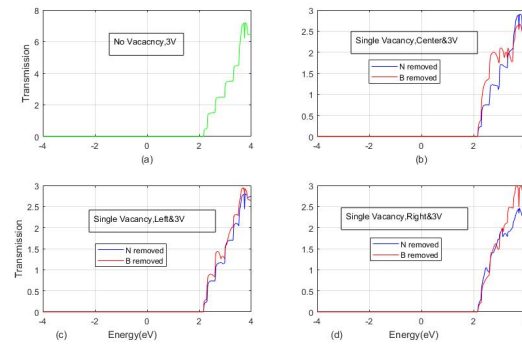 No Vacacncy,3V
Transmission
8
6
4
2
0
-4 -2 0 2 4
(a)
Single Vacancy,Center&3V
N removed
B removed
3
2.5
2
1.5
1
0.5
0
-4 -2 0 2 4
(b)
Single Vacancy,Left&3V
N removed
B removed
Transmission
3
2.5
2
1.5
1
0.5
0
-4 -2 0 2 4
(c) Energy(eV)
Single Vacancy,Right&3V
N removed
B removed
3
2.5
2
1.5
1
0.5
0
-4 -2 0 2
(d) Energy(eV)